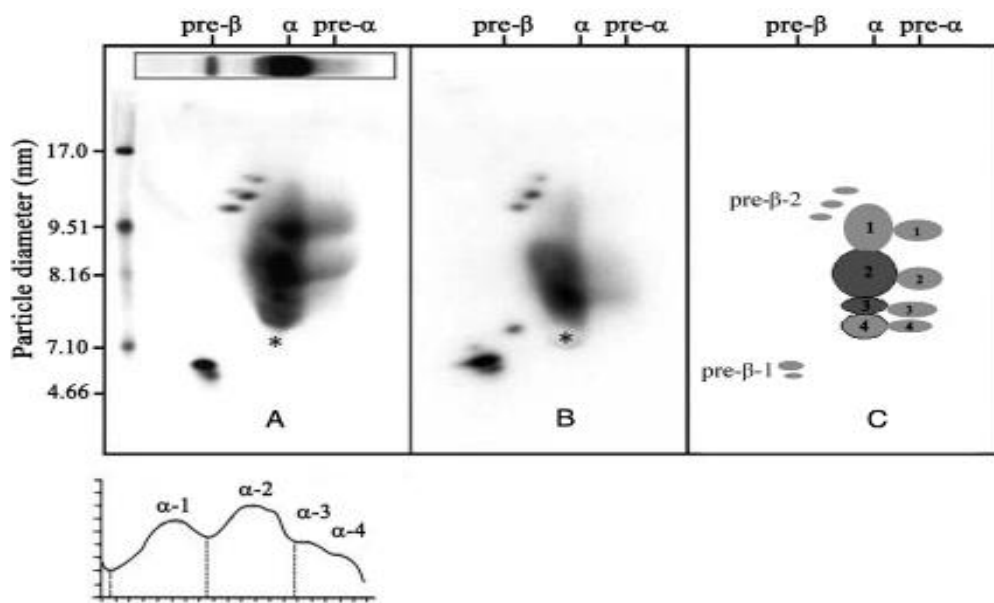 pre-β α pre-α pre-β α pre-α pre-β α pre-α
Particle diameter (nm)
17.0
9.51
8.16
7.10
4.66
*
A
*
B
pre-β-2
1 1
2 2
3 3
4 4
pre-β-1
C
α-1 α-2 α-3 α-4